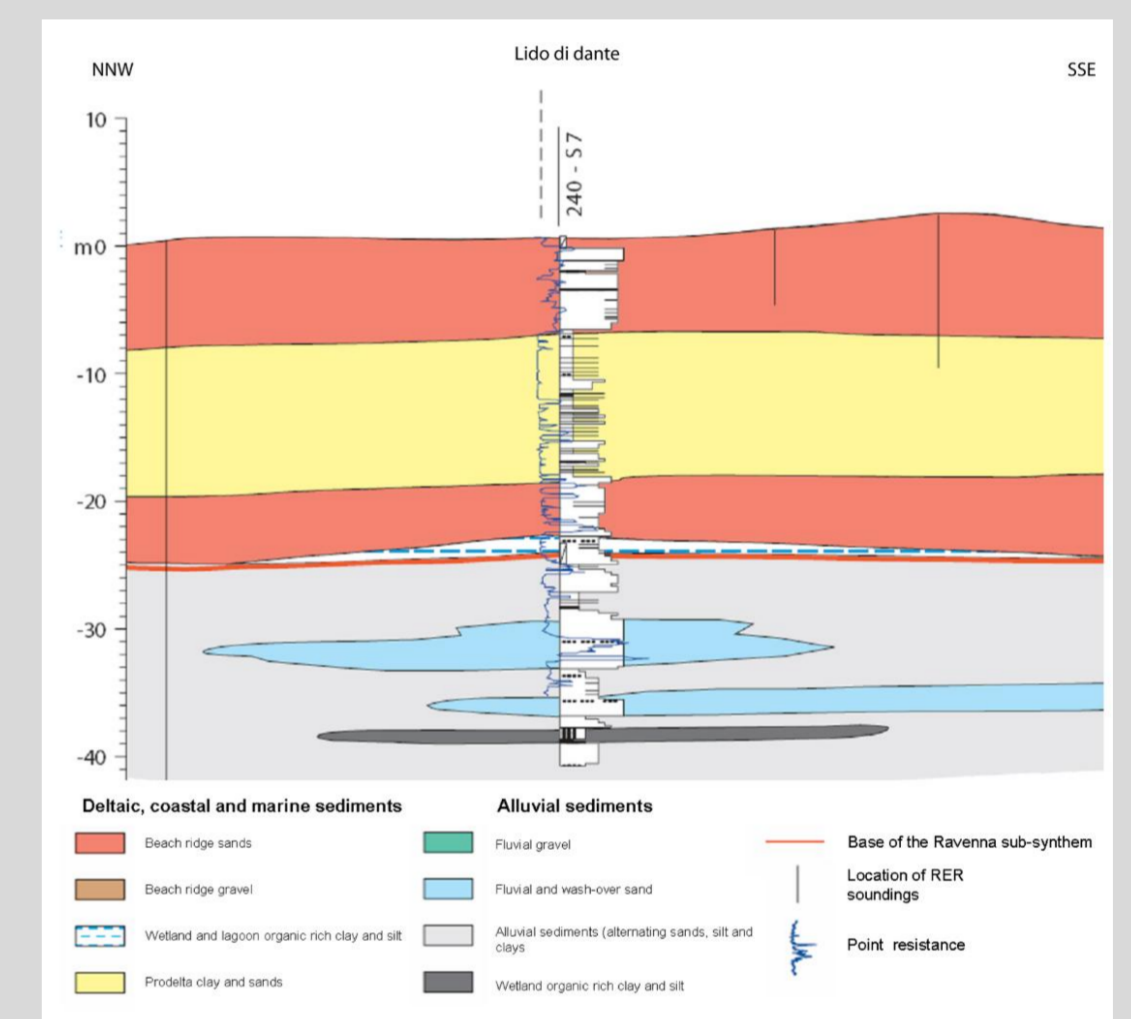 Lido di dante
NNW
SSE
240 - S 7
10
m0
-10
-20
-30
-40
Deltaic, coastal and marine sediments
Beach ridge sands
Beach ridge gravel
Wetland and lagoon organic rich clay and silt
Prodelta clay and sands
Alluvial sediments
Fluvial gravel
Fluvial and wash-over sand
Alluvial sediments (alternating sands, silt and
clays
Wetland organic rich clay and silt
Base of the Ravenna sub-synthem
Location of RER
soundings
Point resistance